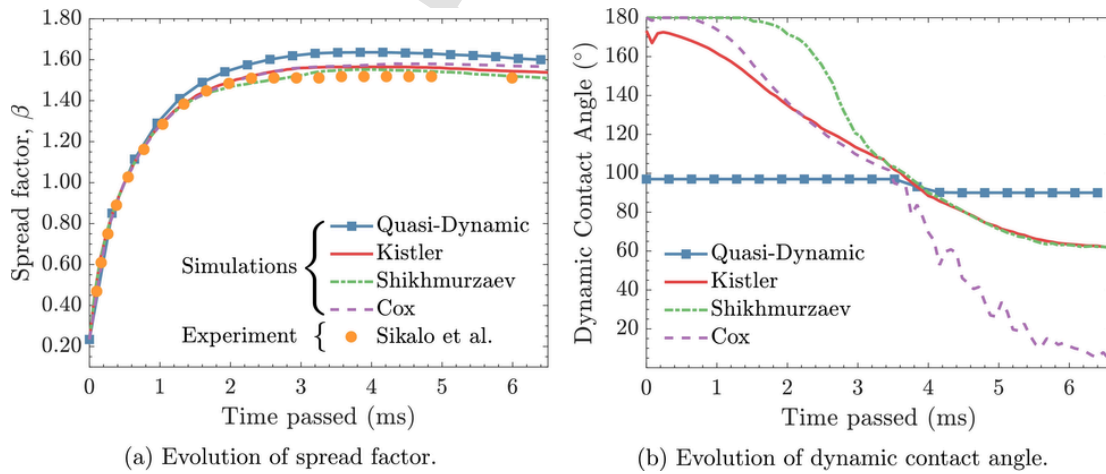 1.60
1.40
1.20
1.00
0.80
0.60
0.40
0.20
Spread factor, β
Simulations
Quasi-Dynamic
Kistler
Shikhmurzaev
Cox
Experiment
Sikalo et al.
0 1 2 3 4 5 6
Time passed (ms)
(a) Evolution of spread factor.
180
160
140
120
100
80
60
40
20
Dynamic Contact Angle (°)
Quasi-Dynamic
Kistler
Shikhmurzaev
Cox
0 1 2 3 4 5 6
Time passed (ms)
(b) Evolution of dynamic contact angle.